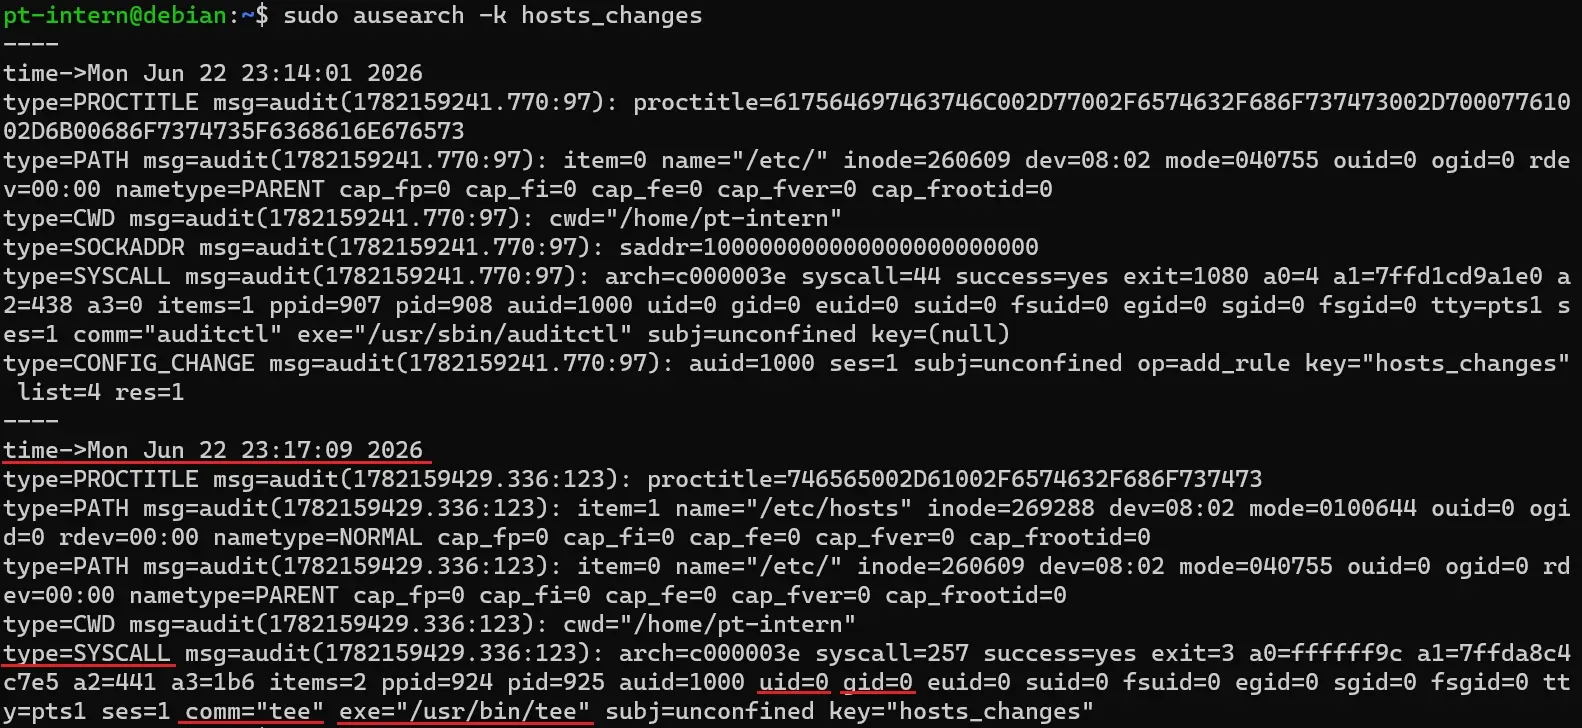 pt-intern@debian:~$ sudo ausearch -k hosts_changes
----
time->Mon Jun 22 23:14:01 2026
type=PROCTITLE msg=audit(1782159241.770:97): proctitle=617564697463746C002D77002F6574632F686F737473002D700077610
02D6B00686F7374735F6368616E676573
type=PATH msg=audit(1782159241.770:97): item=0 name="/etc/" inode=260609 dev=08:02 mode=040755 ouid=0 ogid=0 rde
v=00:00 nametype=PARENT cap_fp=0 cap_fi=0 cap_fe=0 cap_fver=0 cap_frootid=0
type=CWD msg=audit(1782159241.770:97): cwd="/home/pt-intern"
type=SOCKADDR msg=audit(1782159241.770:97): saddr=100000000000000000000000
type=SYSCALL msg=audit(1782159241.770:97): arch=c000003e syscall=44 success=yes exit=1080 a0=4 a1=7ffd1cd9a1e0 a
2=438 a3=0 items=1 ppid=907 pid=908 auid=1000 uid=0 gid=0 euid=0 suid=0 fsuid=0 egid=0 sgid=0 fsgid=0 tty=pts1 s
es=1 comm="auditctl" exe="/usr/sbin/auditctl" subj=unconfined key=(null)
type=CONFIG_CHANGE msg=audit(1782159241.770:97): auid=1000 ses=1 subj=unconfined op=add_rule key="hosts_changes"
 list=4 res=1
----
time->Mon Jun 22 23:17:09 2026
type=PROCTITLE msg=audit(1782159429.336:123): proctitle=746565002D61002F6574632F686F737473
type=PATH msg=audit(1782159429.336:123): item=1 name="/etc/hosts" inode=269288 dev=08:02 mode=0100644 ouid=0 ogi
d=0 rdev=00:00 nametype=NORMAL cap_fp=0 cap_fi=0 cap_fe=0 cap_fver=0 cap_frootid=0
type=PATH msg=audit(1782159429.336:123): item=0 name="/etc/" inode=260609 dev=08:02 mode=040755 ouid=0 ogid=0 rd
ev=00:00 nametype=PARENT cap_fp=0 cap_fi=0 cap_fe=0 cap_fver=0 cap_frootid=0
type=CWD msg=audit(1782159429.336:123): cwd="/home/pt-intern"
type=SYSCALL msg=audit(1782159429.336:123): arch=c000003e syscall=257 success=yes exit=3 a0=ffffff9c a1=7ffda8c4
c7e5 a2=441 a3=1b6 items=2 ppid=924 pid=925 auid=1000 uid=0 gid=0 euid=0 suid=0 fsuid=0 egid=0 sgid=0 fsgid=0 tt
y=pts1 ses=1 comm="tee" exe="/usr/bin/tee" subj=unconfined key="hosts_changes"